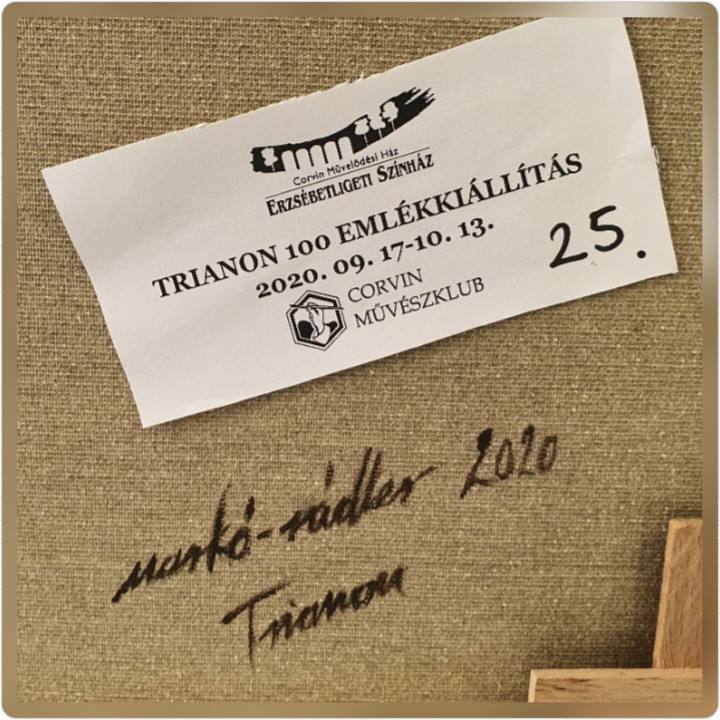 Corvin Művelődési Ház
ERZSÉBETLIGETI SZÍNHÁZ
TRIANON 100 EMLÉKKIÁLLÍTÁS
2020. 09. 17-10. 13.
25.
CORVIN
MŰVÉSZKLUB
markó-rádler 2020
Trianon